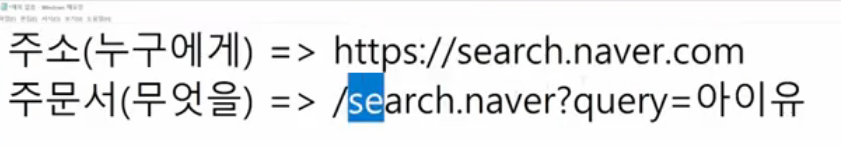 주소(누구에게) => https://search.naver.com
주문서(무엇을) => /search.naver?query=아이유